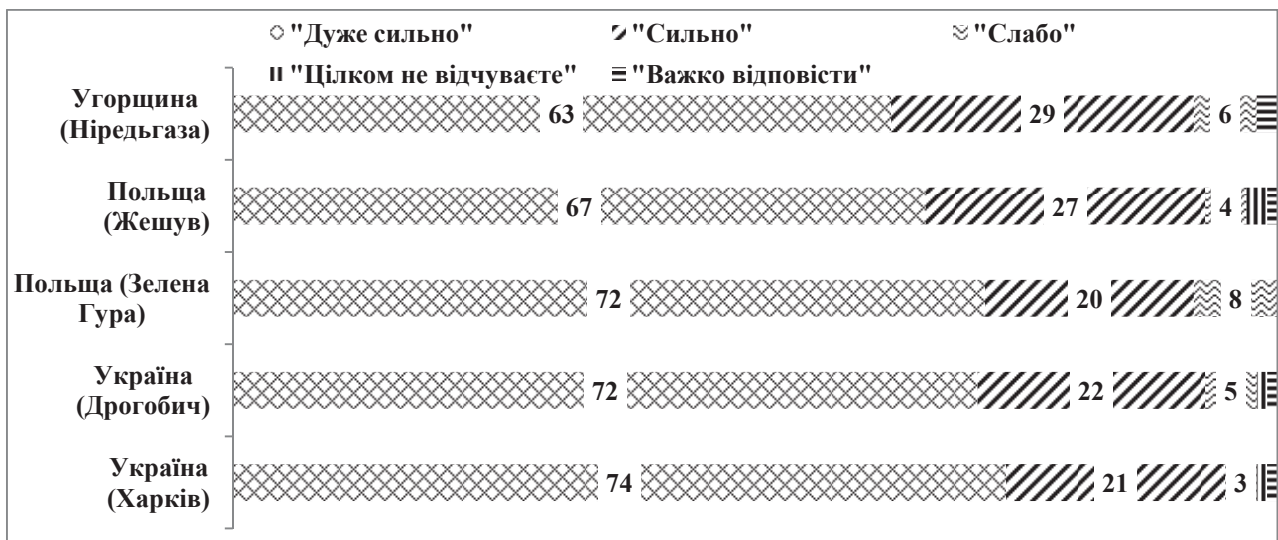 "Дуже сильно" "Сильно" "Слабо"
"Цілком не відчуваєте" "Важко відповісти"
Угорщина
(Ніредьгаза)
63 29 6
Польща
(Жешув)
67 27 4
Польща (Зелена
Гура)
72 20 8
Україна
(Дрогобич)
72 22 5
Україна
(Харків)
74 21 3